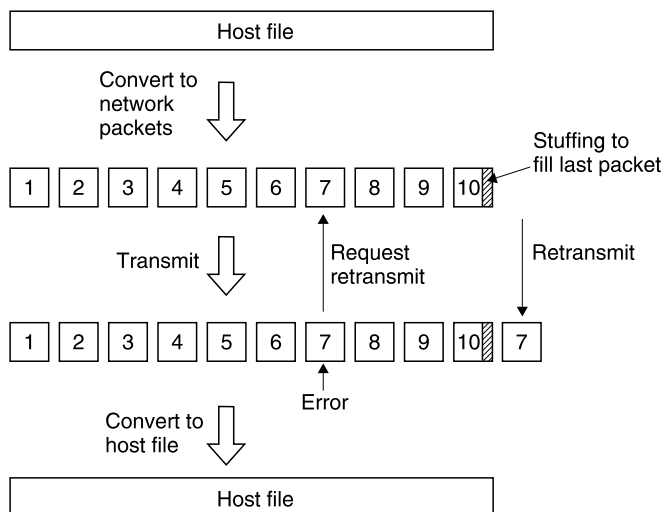 Host file
Convert to
network
packets
Stuffing to
fill last packet
1 2 3 4 5 6 7 8 9 10
Transmit
Request
retransmit
Retransmit
1 2 3 4 5 6 7 8 9 10 7
Error
Convert to
host file
Host file